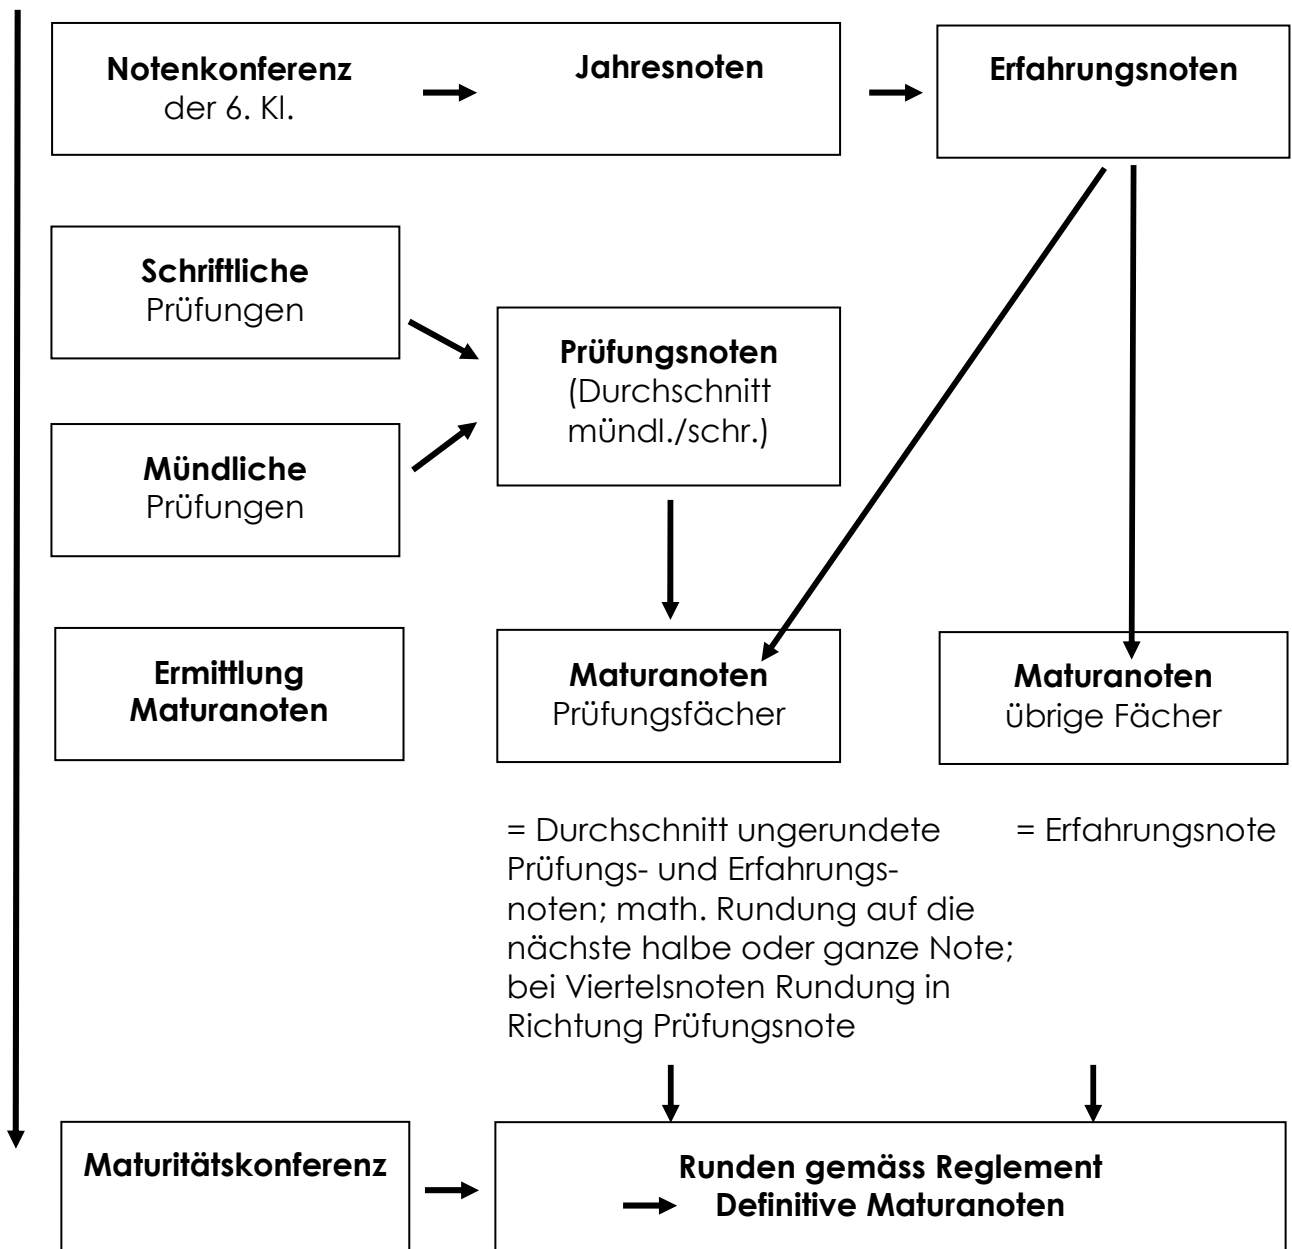 Notenkonferenz
der 6. Kl.
Jahresnoten
Erfahrungsnoten
Schriftliche
Prüfungen
Prüfungsnoten
(Durchschnitt
mündl./schr.)
Mündliche
Prüfungen
Ermittlung
Maturanoten
Maturanoten
Prüfungsfächer
Maturanoten
übrige Fächer
= Durchschnitt ungerundete
Prüfungs- und Erfahrungs-
noten; math. Rundung auf die
nächste halbe oder ganze Note;
bei Viertelsnoten Rundung in
Richtung Prüfungsnote
= Erfahrungsnote
Maturitätskonferenz
Runden gemäss Reglement
Definitive Maturanoten